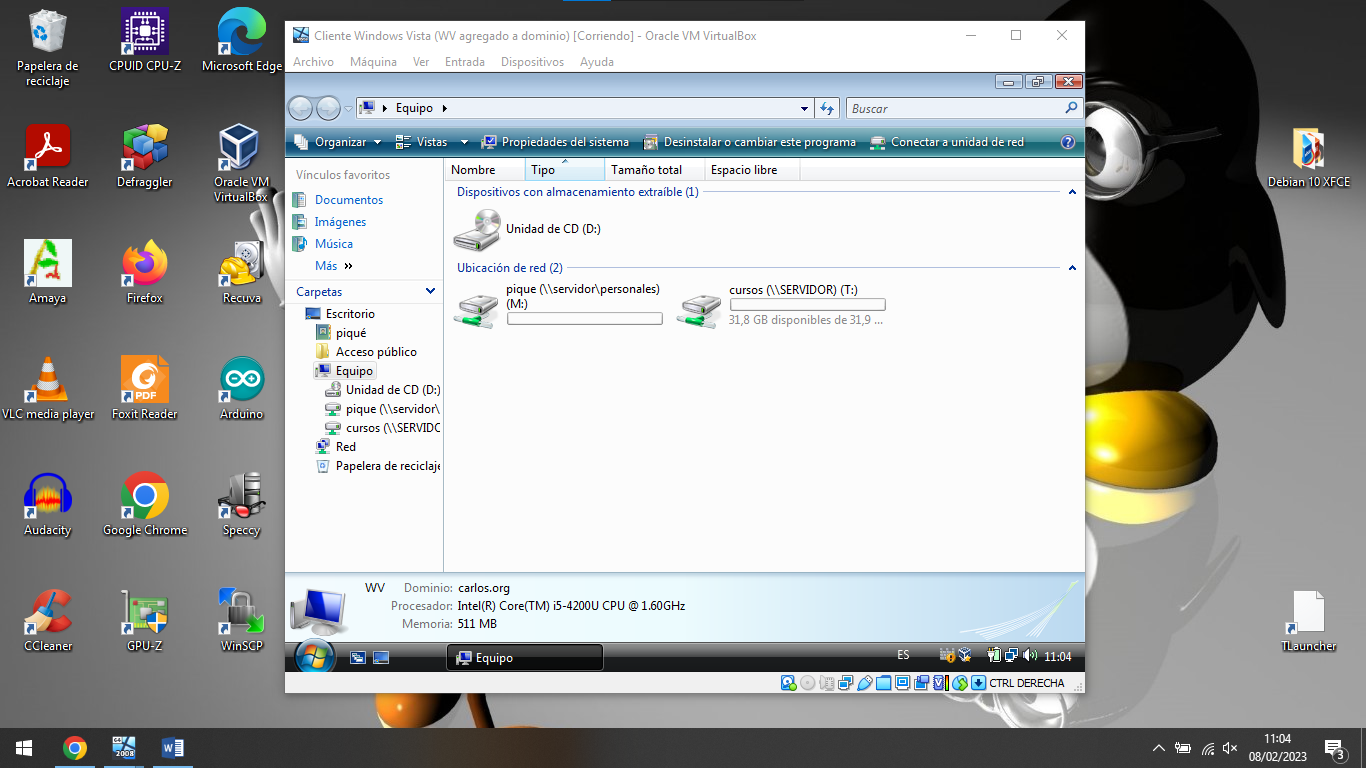 Papelera de
reciclaje
CPUID CPU-Z
Microsoft Edge
Acrobat Reader
Defraggler
Oracle VM
VirtualBox
Amaya
Firefox
Recuva
VLC media player
Foxit Reader
PDF
Arduino
Audacity
Google Chrome
Speccy
CCleaner
GPU-Z
WinSCP
Cliente Windows Vista (WV agregado a dominio) [Corriendo] - Oracle VM VirtualBox
Archivo Máquina Ver Entrada Dispositivos Ayuda
Equipo
Buscar
Organizar Vistas Propiedades del sistema Desinstalar o cambiar este programa Conectar a unidad de red
Vínculos favoritos
Documentos
Imágenes
Música
Más »
Carpetas
Escritorio
piqué
Acceso público
Equipo
Unidad de CD (D:)
pique (\\servidor\
cursos (\\SERVIDO
Red
Papelera de reciclaje
Nombre Tipo Tamaño total Espacio libre
Dispositivos con almacenamiento extraíble (1)
Unidad de CD (D:)
Ubicación de red (2)
pique (\\servidor\personales)
(M:)
cursos (\\SERVIDOR) (T:)
31,8 GB disponibles de 31,9 ...
WV Dominio: carlos.org
Procesador: Intel(R) Core(TM) i5-4200U CPU @ 1.60GHz
Memoria: 511 MB
Equipo
ES
11:04
CTRL DERECHA
Debian 10 XFCE
TLauncher
2008
11:04
08/02/2023
3